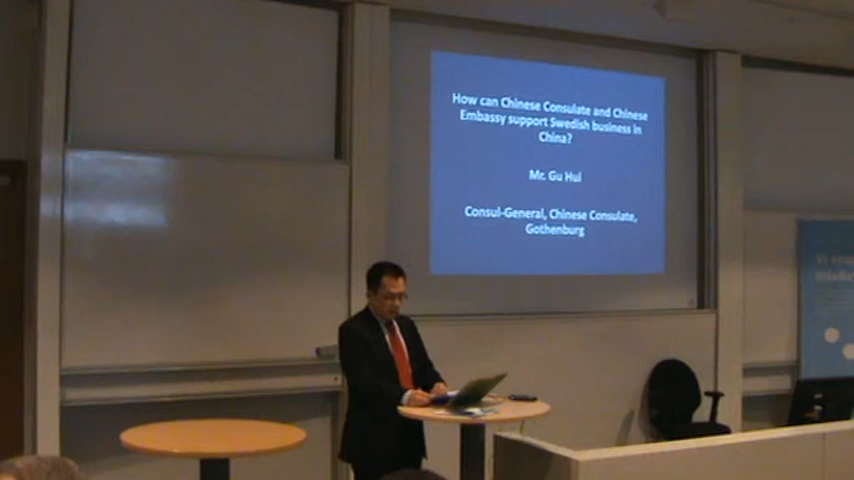 How can Chinese Consulate and Chinese
Embassy support Swedish business in
China?
Mr. Gu Hui
Consul-General, Chinese Consulate,
Gothenburg